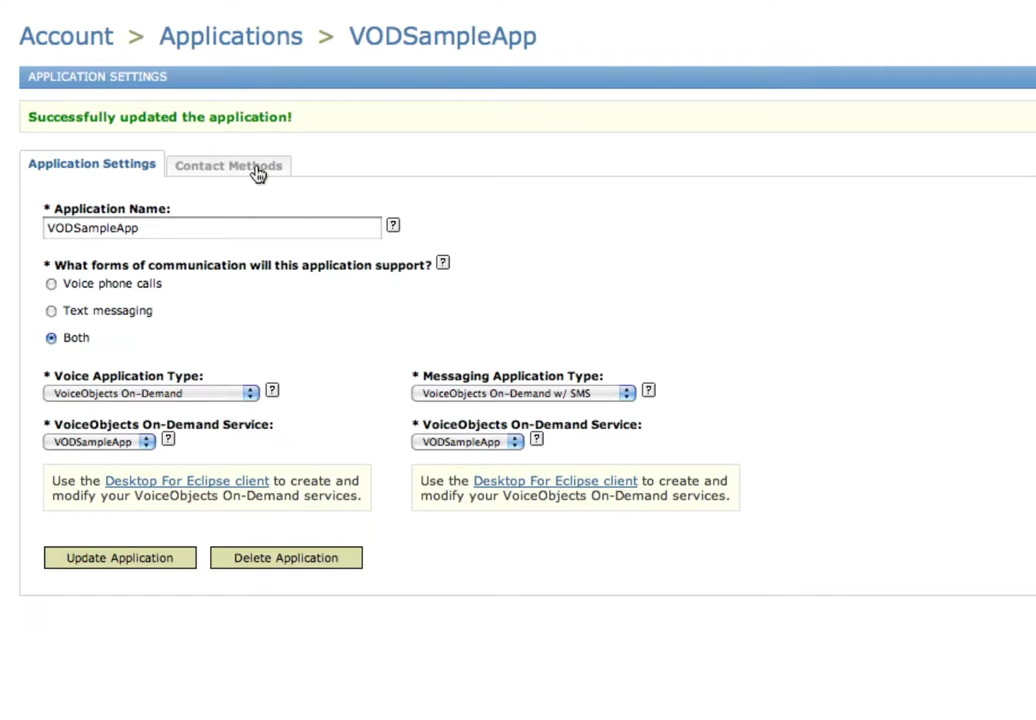 Account > Applications > VODSampleApp
APPLICATION SETTINGS
Successfully updated the application!
Application Settings
Contact Methods
* Application Name:
VODSampleApp ?
* What forms of communication will this application support? ?
Voice phone calls
Text messaging
Both
* Voice Application Type:
VoiceObjects On-Demand ?
* VoiceObjects On-Demand Service:
VODSampleApp ?
Use the Desktop For Eclipse client to create and
modify your VoiceObjects On-Demand services.
* Messaging Application Type:
VoiceObjects On-Demand w/ SMS ?
* VoiceObjects On-Demand Service:
VODSampleApp ?
Use the Desktop For Eclipse client to create and
modify your VoiceObjects On-Demand services.
Update Application
Delete Application